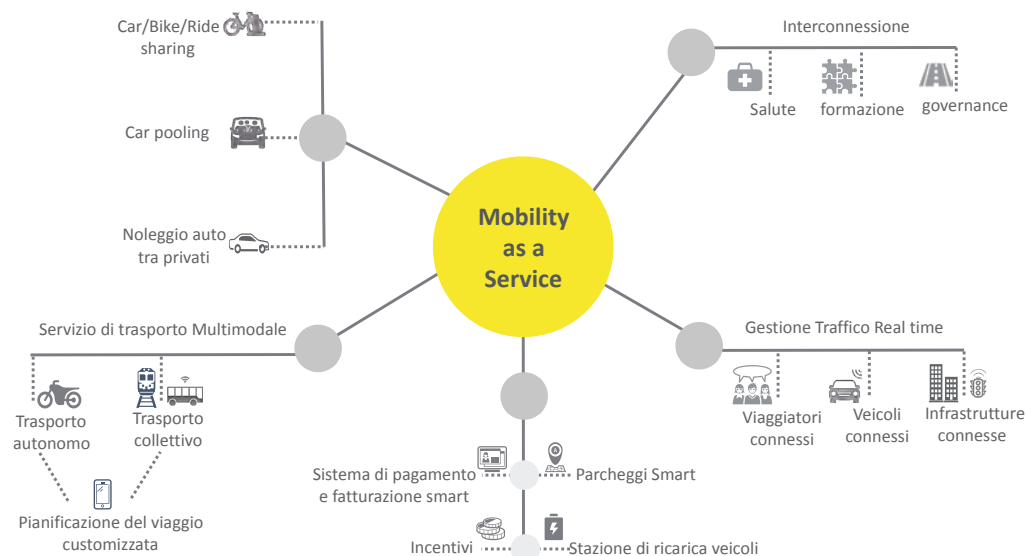 Car/Bike/Ride
sharing
Car pooling
Noleggio auto
tra privati
Interconnessione
Salute
formazione
governance
Mobility
as a
Service
Servizio di trasporto Multimodale
Trasporto
autonomo
Trasporto
collettivo
Pianificazione del viaggio
customizzata
Gestione Traffico Real time
Viaggiatori
connessi
Veicoli
connessi
Infrastrutture
connesse
Sistema di pagamento
e fatturazione smart
Parcheggi Smart
Incentivi
Stazione di ricarica veicoli